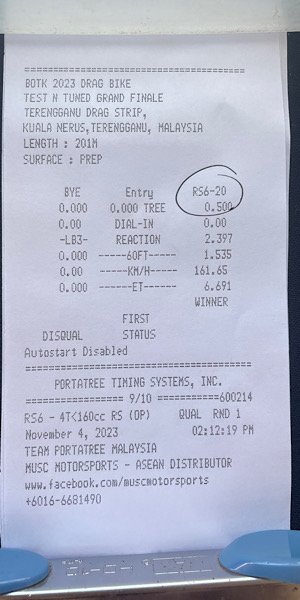 ========================================
BOTK 2023 DRAG BIKE
TEST N TUNED GRAND FINALE
TERENGGANU DRAG STRIP,
KUALA NERUS,TERENGGANU, MALAYSIA
LENGTH : 201M
SURFACE : PREP
BYE Entry RS6-20
0.000 0.000 TREE 0.500
0.00 DIAL-IN 0.00
-LB3- REACTION 2.397
0.000 ------60FT------ 1.535
0.00 ------KM/H----- 161.65
0.000 ------ET------- 6.691
WINNER
FIRST
DISQUAL STATUS
Autostart Disabled
========================================
PORTATREE TIMING SYSTEMS, INC.
================== 9/10 ===========600214
RS6 - 4T<160cc RS (OP) QUAL RND 1
November 4, 2023 02:12:19 PM
TEAM PORTATREE MALAYSIA
MUSC MOTORSPORTS - ASEAN DISTRIBUTOR
www.facebook.com/muscmotorsports
+6016-6681490